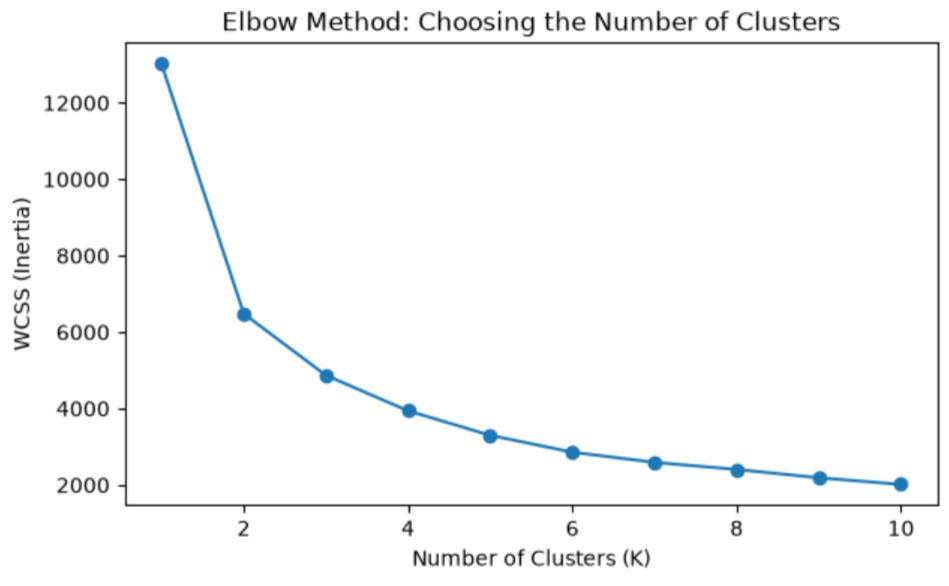 Elbow Method: Choosing the Number of Clusters
12000
10000
8000
6000
4000
2000
WCSS (Inertia)
2 4 6 8 10
Number of Clusters (K)